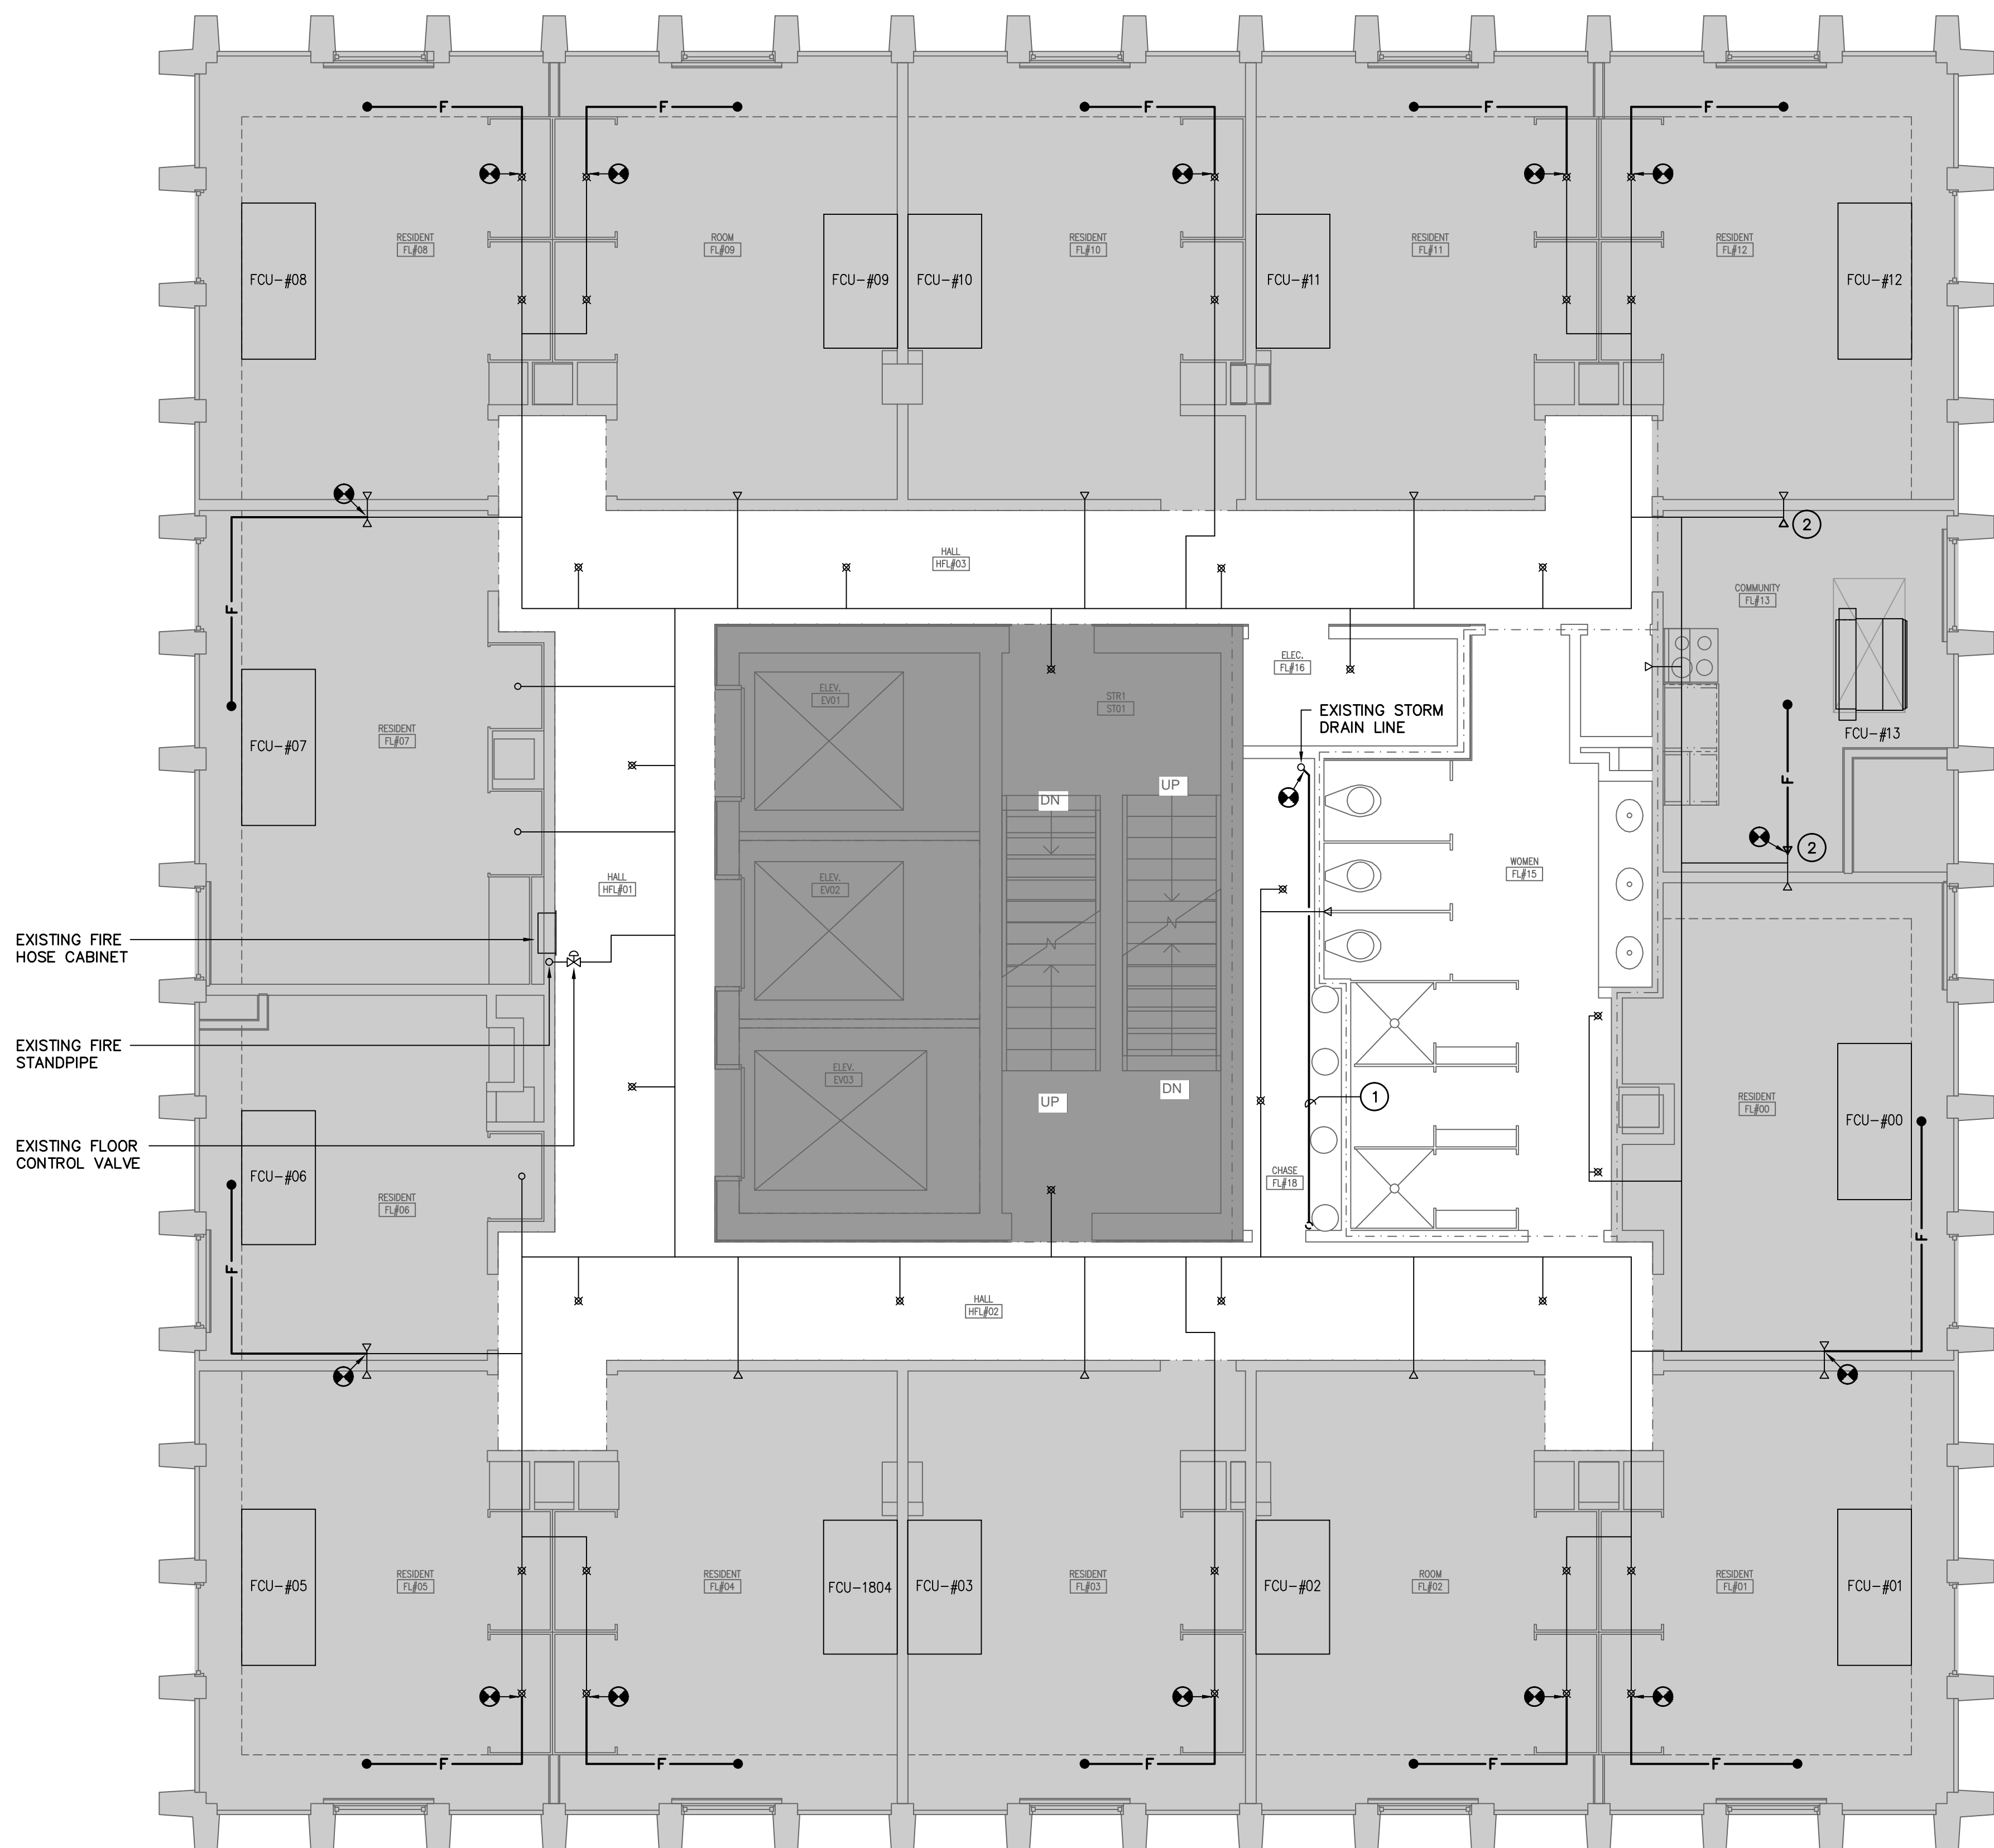 F
F
F
F
F
RESIDENT
FL#08
ROOM
FL#09
RESIDENT
FL#10
RESIDENT
FL#11
RESIDENT
FL#12
FCU-#08
FCU-#09
FCU-#10
FCU-#11
FCU-#12
2
HALL
HFL#03
COMMUNITY
FL#13
F
ELEC.
FL#16
ELEV.
EV01
STR1
ST01
EXISTING STORM
DRAIN LINE
RESIDENT
FL#07
FCU-#07
FCU-#13
F
DN
UP
2
WOMEN
FL#15
HALL
HFL#01
ELEV.
EV02
EXISTING FIRE
HOSE CABINET
N
N
EXISTING FIRE
STANDPIPE
ELEV.
EV03
UP
DN
1
RESIDENT
FL#00
FCU-#00
EXISTING FLOOR
CONTROL VALVE
FCU-#06
RESIDENT
FL#06
CHASE
FL#18
F
F
HALL
HFL#02
FCU-#05
RESIDENT
FL#05
RESIDENT
FL#04
FCU-1804
FCU-#03
RESIDENT
FL#03
FCU-#02
ROOM
FL#02
RESIDENT
FL#01
FCU-#01
F
F
F
F
F